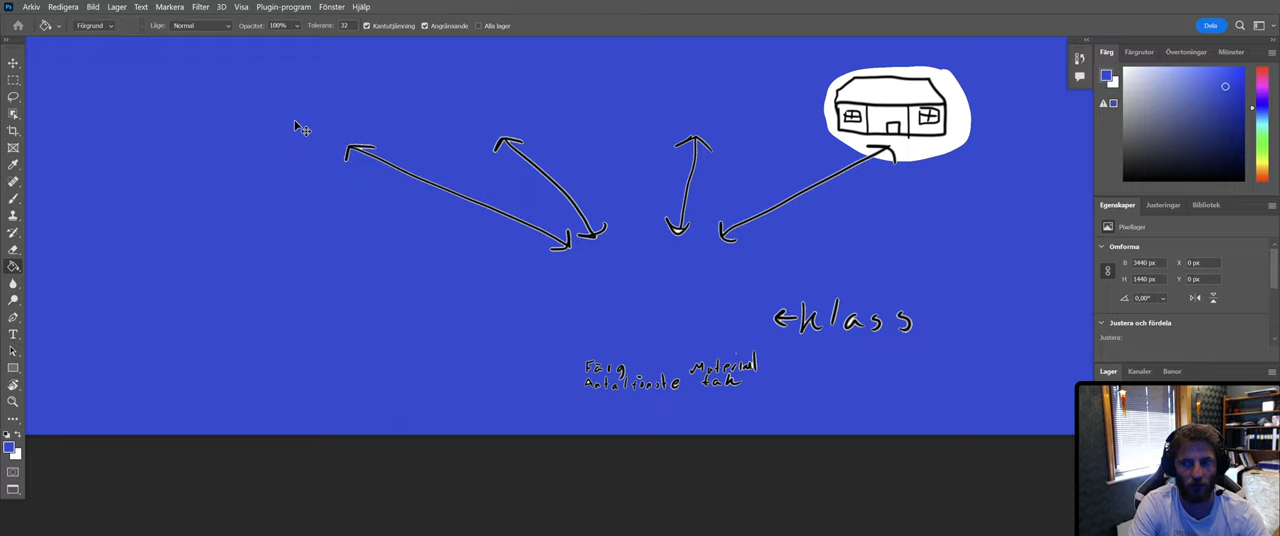 Ps Arkiv Redigera Bild Lager Text Markera Filter 3D Visa Plugin-program Fönster Hjälp
Förgrund Läge: Normal Opacitet: 100% Tolerans: 32 Kantutjämning Angränsande Alla lager Dela
Färg Färgrutor Övertoningar Mönster
Egenskaper Justeringar Bibliotek
Pixellager
Omforma
B 3440 px X 0 px
H 1440 px Y 0 px
0,00°
Justera och fördela
Justera:
Lager Kanaler Banor
←klass
Färg Material
Antal fönste tak